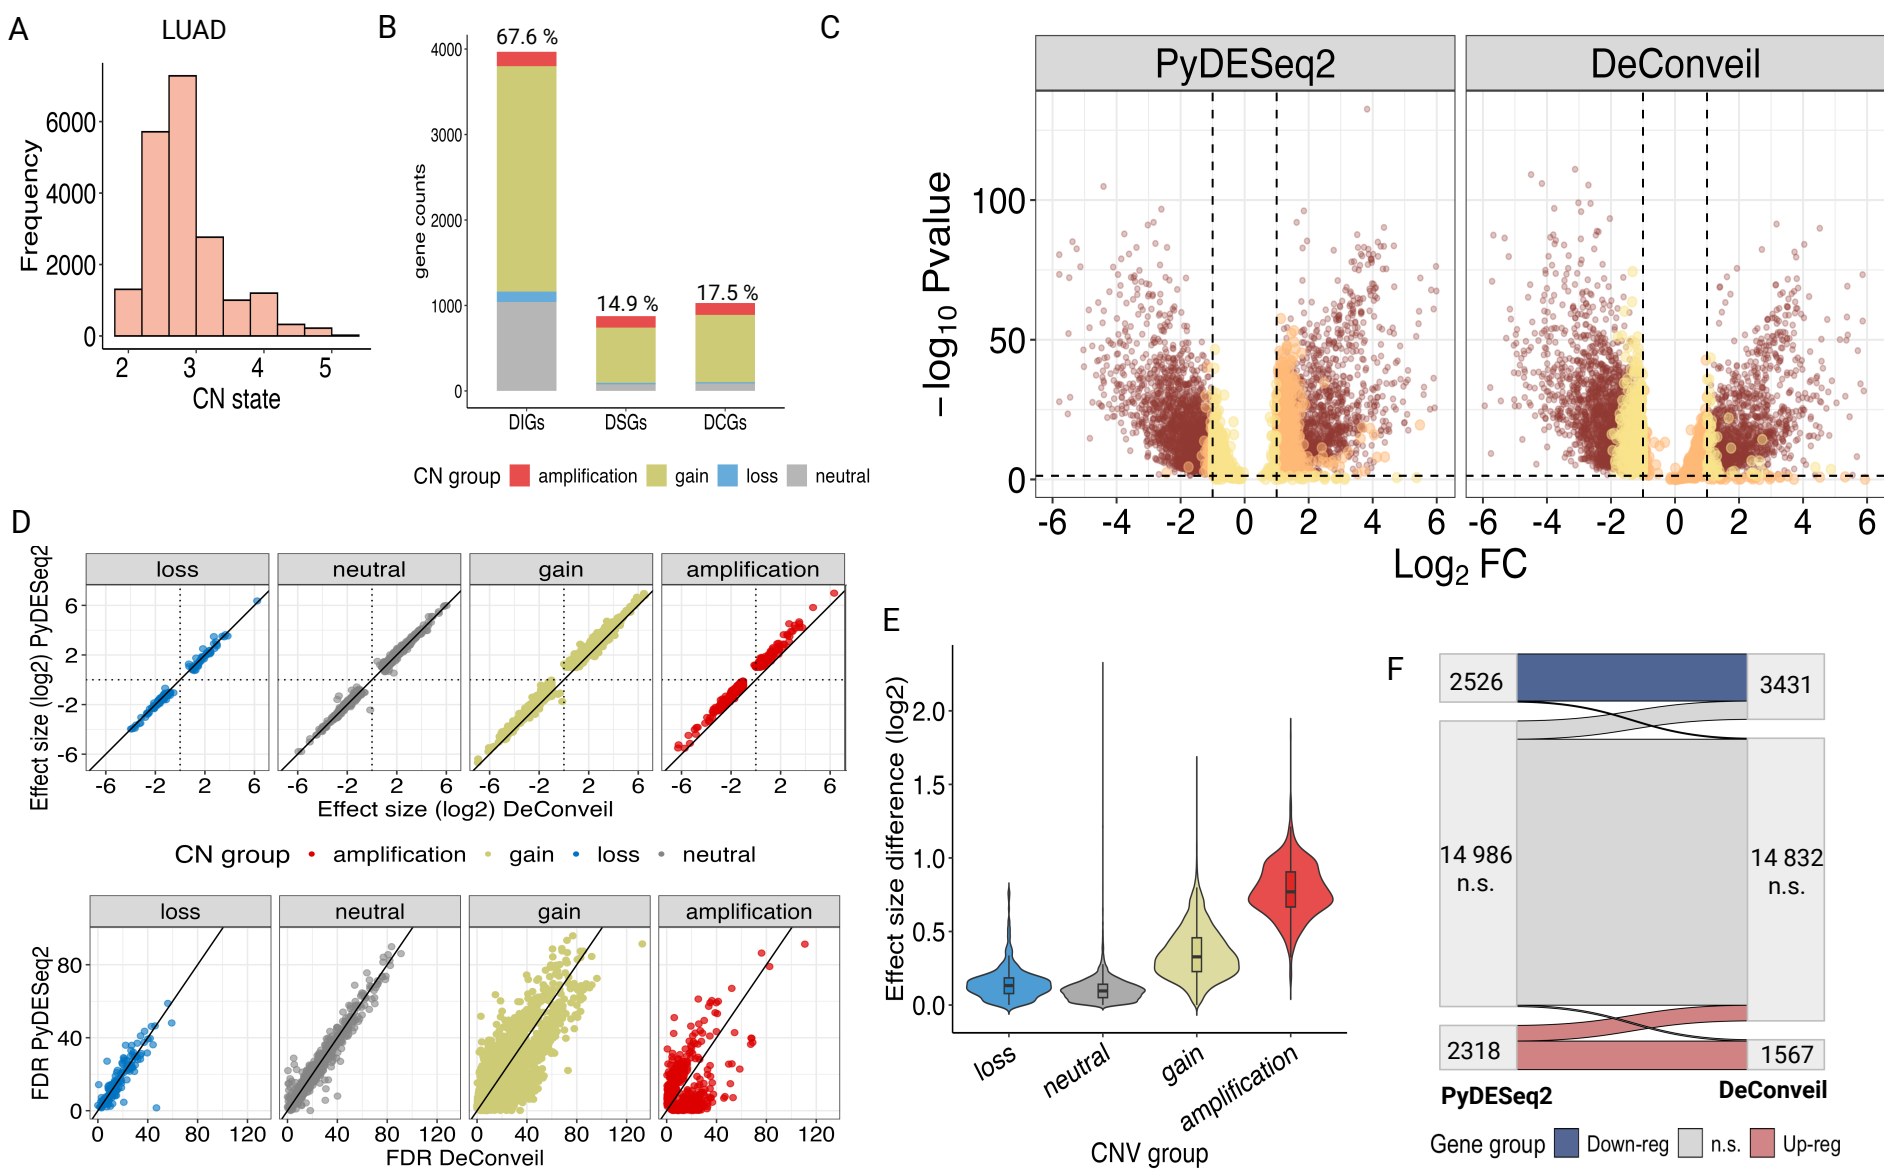 A
LUAD
Frequency
6000
4000
2000
0
2 3 4 5
CN state
B
gene counts
4000
3000
2000
1000
0
67.6 %
14.9 %
17.5 %
DIGs DSGs DCGs
CN group amplification gain loss neutral
C
PyDESeq2 DeConveil
− log10 Pvalue
100
50
0
-6 -4 -2 0 2 4 6 -6 -4 -2 0 2 4 6
Log2 FC
D
loss neutral gain amplification
Effect size (log2) PyDESeq2
6
2
-2
-6
-6 -2 2 6 -6 -2 2 6 -6 -2 2 6 -6 -2 2 6
Effect size (log2) DeConveil
CN group amplification gain loss neutral
loss neutral gain amplification
FDR PyDESeq2
80
40
0
0 40 80 120 0 40 80 120 0 40 80 120 0 40 80 120
FDR DeConveil
E
Effect size difference (log2)
2.0
1.5
1.0
0.5
0.0
loss neutral gain amplification
CNV group
F
2526 3431
14 986 14 832
n.s. n.s.
2318 1567
PyDESeq2 DeConveil
Gene group Down-reg n.s. Up-reg